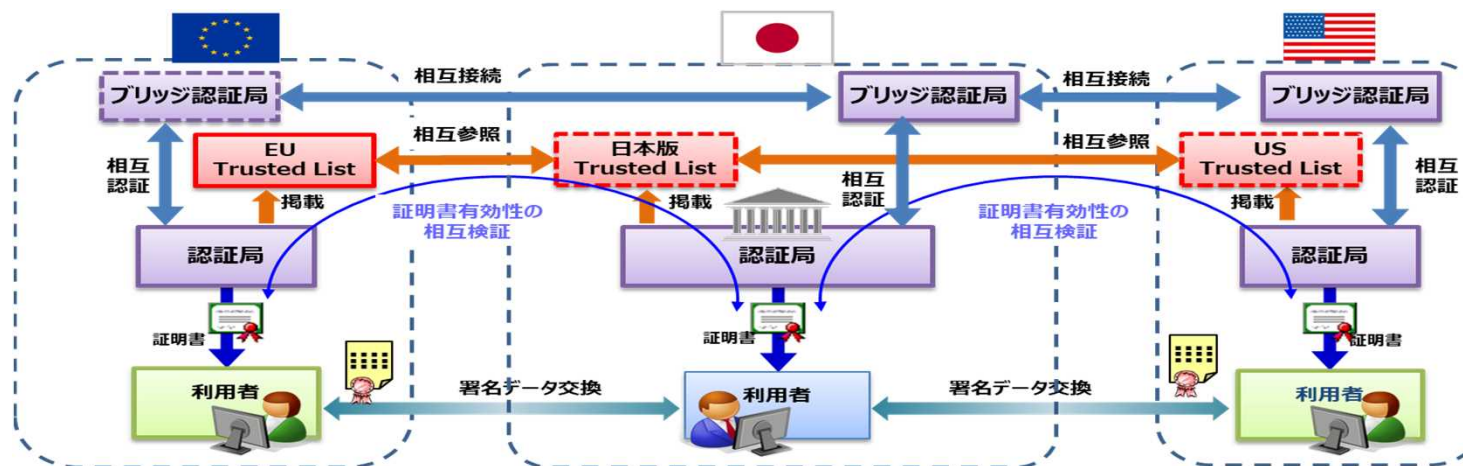 相互接続
相互接続
ブリッジ認証局
ブリッジ認証局
ブリッジ認証局
相互
認証
EU
Trusted List
相互参照
日本版
Trusted List
相互
認証
相互参照
US
Trusted List
相互
認証
掲載
掲載
掲載
証明書有効性の
相互検証
証明書有効性の
相互検証
認証局
認証局
認証局
証明書
証明書
証明書
利用者
署名データ交換
利用者
署名データ交換
利用者